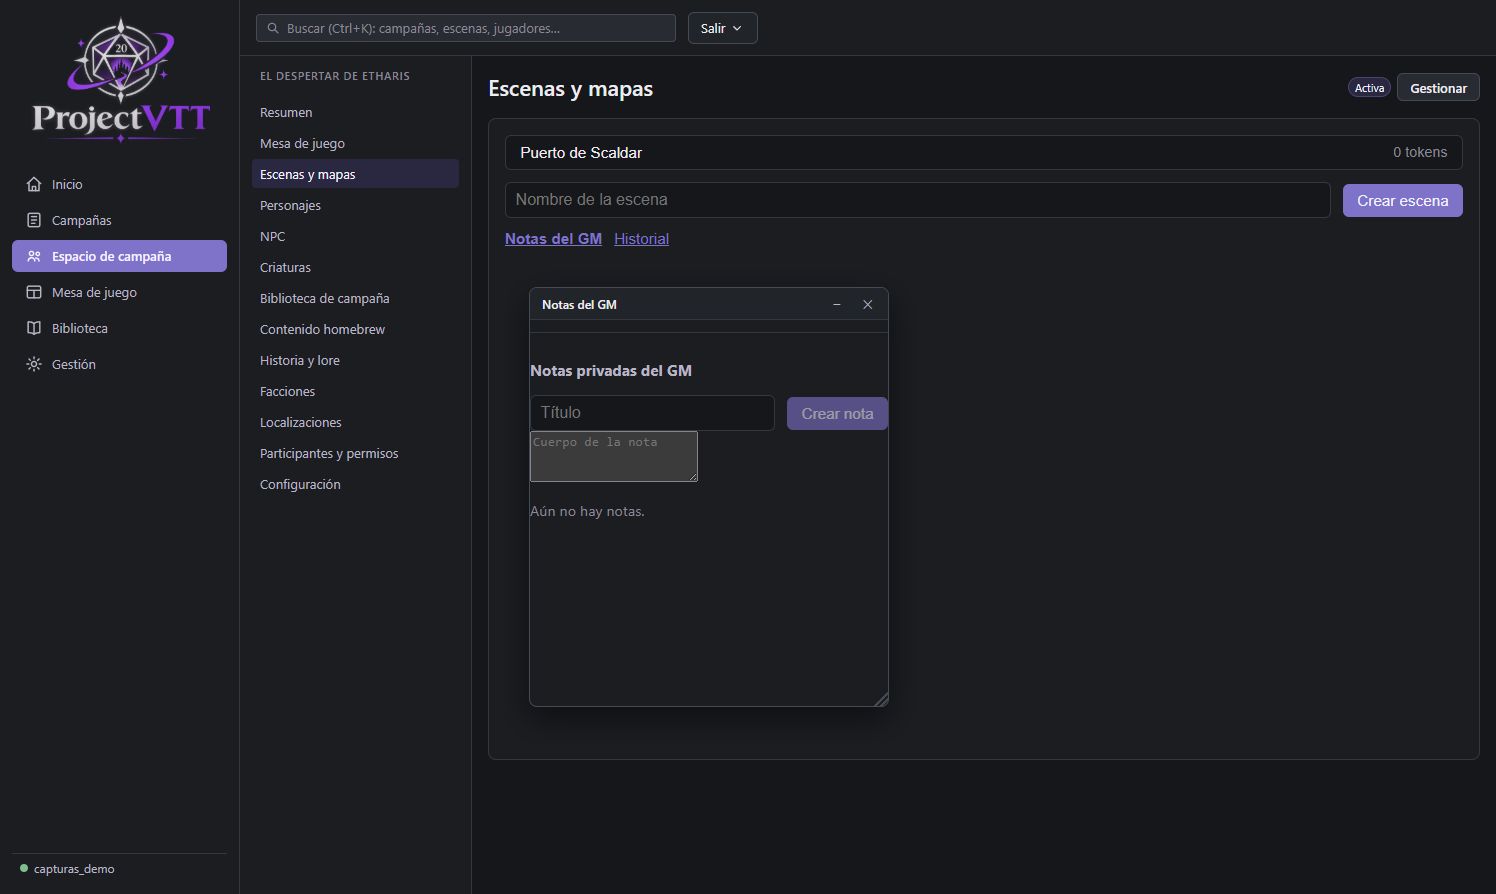 20
ProjectVTT
Inicio
Campañas
Espacio de campaña
Mesa de juego
Biblioteca
Gestión
capturas_demo
Buscar (Ctrl+K): campañas, escenas, jugadores...
Salir
EL DESPERTAR DE ETHARIS
Resumen
Mesa de juego
Escenas y mapas
Personajes
NPC
Criaturas
Biblioteca de campaña
Contenido homebrew
Historia y lore
Facciones
Localizaciones
Participantes y permisos
Configuración
Escenas y mapas
Activa
Gestionar
Puerto de Scaldar
0 tokens
Nombre de la escena
Crear escena
Notas del GM
Historial
Notas del GM
Notas privadas del GM
Título
Crear nota
Cuerpo de la nota
Aún no hay notas.